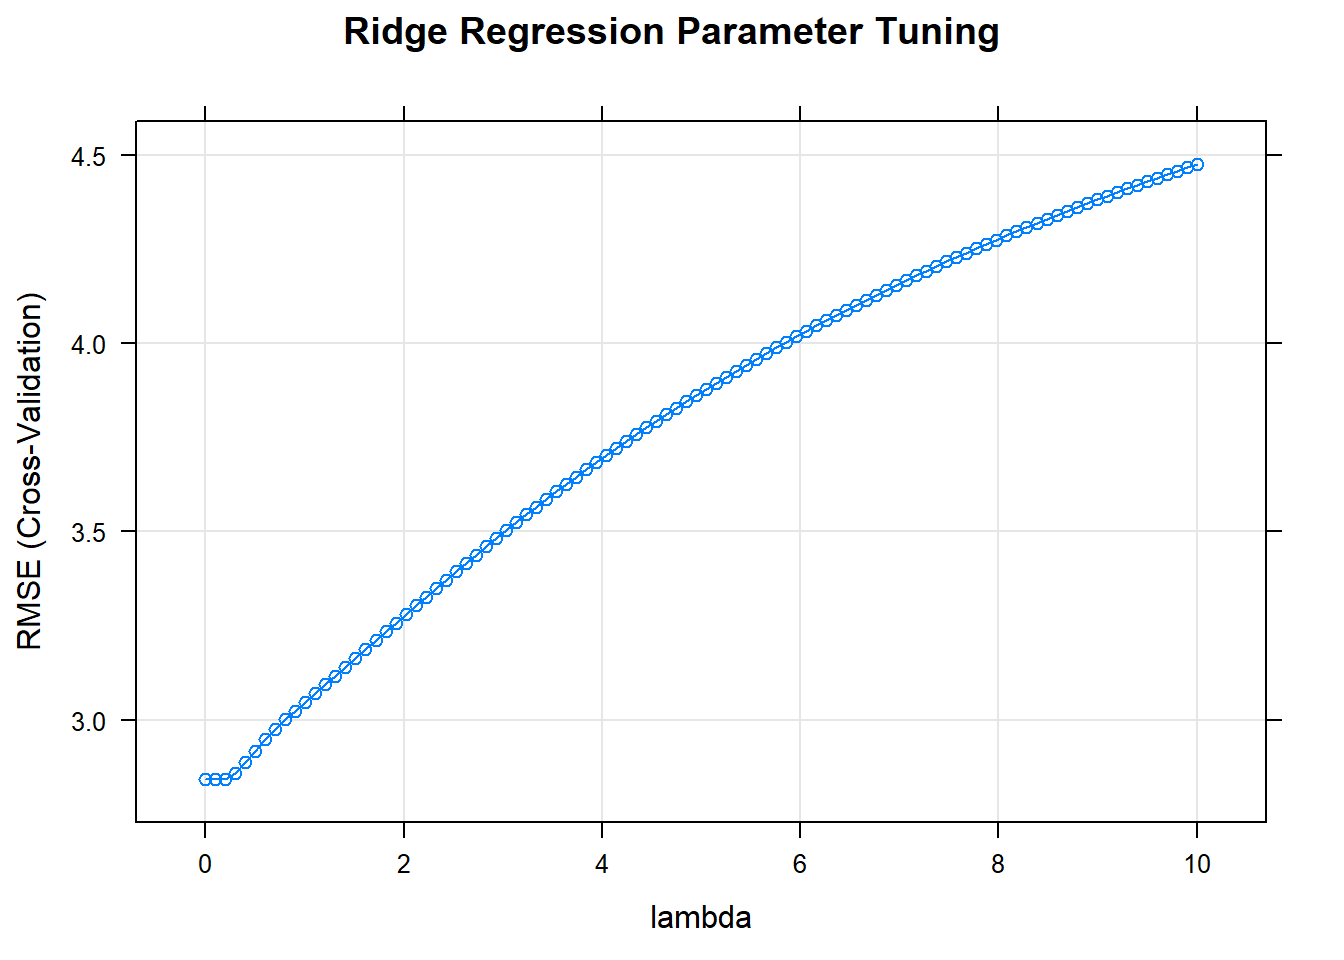 Ridge Regression Parameter Tuning
RMSE (Cross-Validation)
4.5
4.0
3.5
3.0
0 2 4 6 8 10
lambda